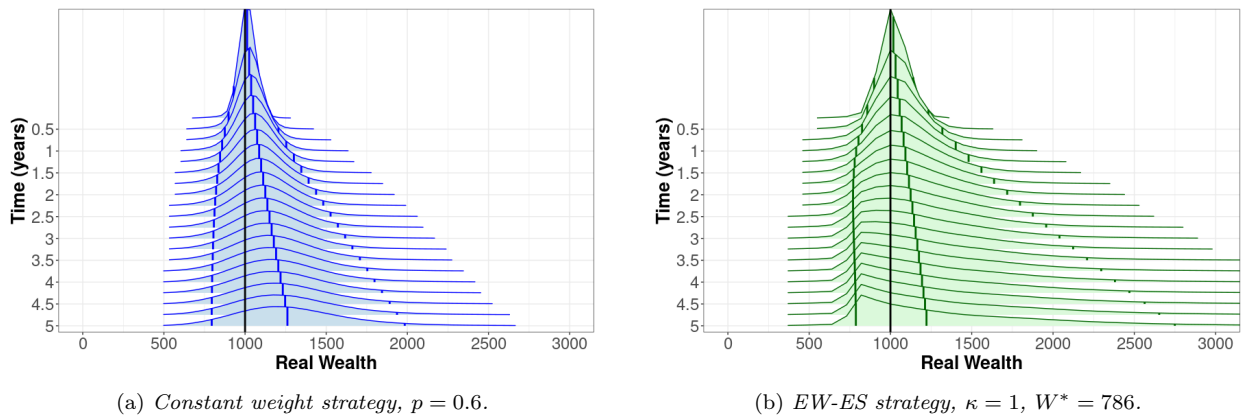 Time (years)
0.5
1
1.5
2
2.5
3
3.5
4
4.5
5
0 500 1000 1500 2000 2500 3000
Real Wealth
(a) Constant weight strategy, p = 0.6.
Time (years)
0.5
1
1.5
2
2.5
3
3.5
4
4.5
5
0 500 1000 1500 2000 2500 3000
Real Wealth
(b) EW-ES strategy, κ = 1, W* = 786.